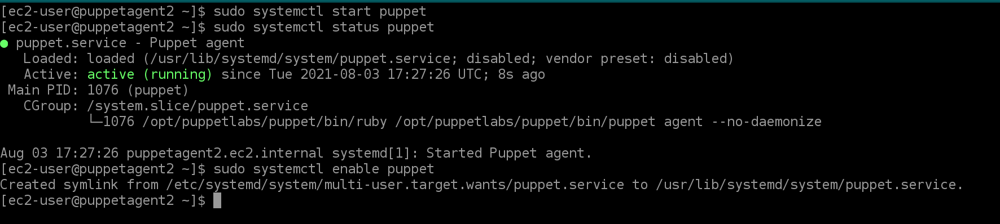 [ec2-user@puppetagent2 ~]$ sudo systemctl start puppet
[ec2-user@puppetagent2 ~]$ sudo systemctl status puppet
● puppet.service - Puppet agent
   Loaded: loaded (/usr/lib/systemd/system/puppet.service; disabled; vendor preset: disabled)
   Active: active (running) since Tue 2021-08-03 17:27:26 UTC; 8s ago
 Main PID: 1076 (puppet)
   CGroup: /system.slice/puppet.service
           └─1076 /opt/puppetlabs/puppet/bin/ruby /opt/puppetlabs/puppet/bin/puppet agent --no-daemonize

Aug 03 17:27:26 puppetagent2.ec2.internal systemd[1]: Started Puppet agent.
[ec2-user@puppetagent2 ~]$ sudo systemctl enable puppet
Created symlink from /etc/systemd/system/multi-user.target.wants/puppet.service to /usr/lib/systemd/system/puppet.service.
[ec2-user@puppetagent2 ~]$